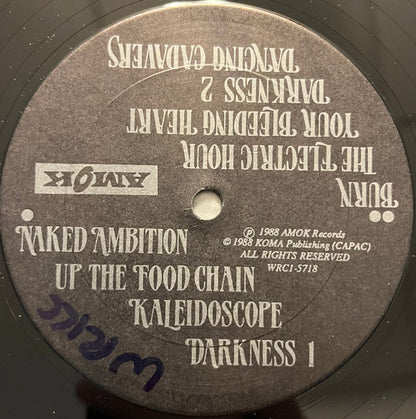 NAKED AMBITION
UP THE FOOD CHAIN
KALEIDOSCOPE
DARKNESS 1
℗ 1988 AMOK Records
© 1988 KOMA Publishing (CAPAC)
ALL RIGHTS RESERVED
WRC1-5718
AMOK
BURN
THE ELECTRIC HOUR
YOUR BLEEDING HEART
DARKNESS 2
DANCING CADAVERS